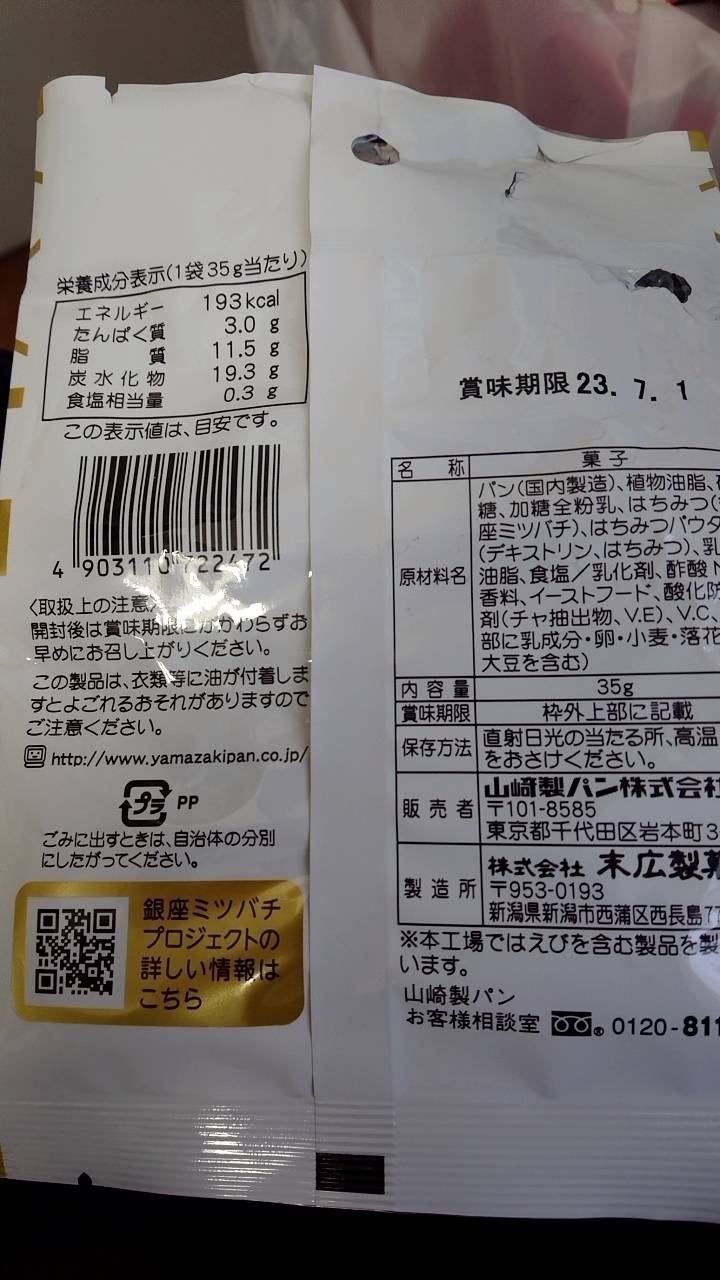 栄養成分表示(1袋35g当たり)
エネルギー 193kcal
たんぱく質 3.0 g
脂質 11.5 g
炭水化物 19.3 g
食塩相当量 0.3 g
この表示値は、目安です。
4 903110 722472
〈取扱上の注意〉
開封後は賞味期限にかかわらずお
早めにお召し上がりください。
この製品は、衣類等に油が付着しま
すとよごれるおそれがありますので
ご注意ください。
http://www.yamazakipan.co.jp/
プラ PP
ごみに出すときは、自治体の分別
にしたがってください。
銀座ミツバチ
プロジェクトの
詳しい情報は
こちら
賞味期限 23. 7. 1
名称 菓子
原材料名
パン(国内製造)、植物油脂、
糖、加糖全粉乳、はちみつ(
座ミツバチ)、はちみつパウダ
(デキストリン、はちみつ)、乳
油脂、食塩/乳化剤、酢酸N
香料、イーストフード、酸化防
剤(チャ抽出物、V.E)、V.C、
部に乳成分・卵・小麦・落花
大豆を含む)
内容量 35g
賞味期限 枠外上部に記載
保存方法 直射日光の当たる所、高温
をおさけください。
販売者 山崎製パン株式会社
〒101-8585
東京都千代田区岩本町3
製造所 株式会社 末広製菓
〒953-0193
新潟県新潟市西蒲区西長島77
※本工場ではえびを含む製品を製
います。
山崎製パン
お客様相談室 0120-811